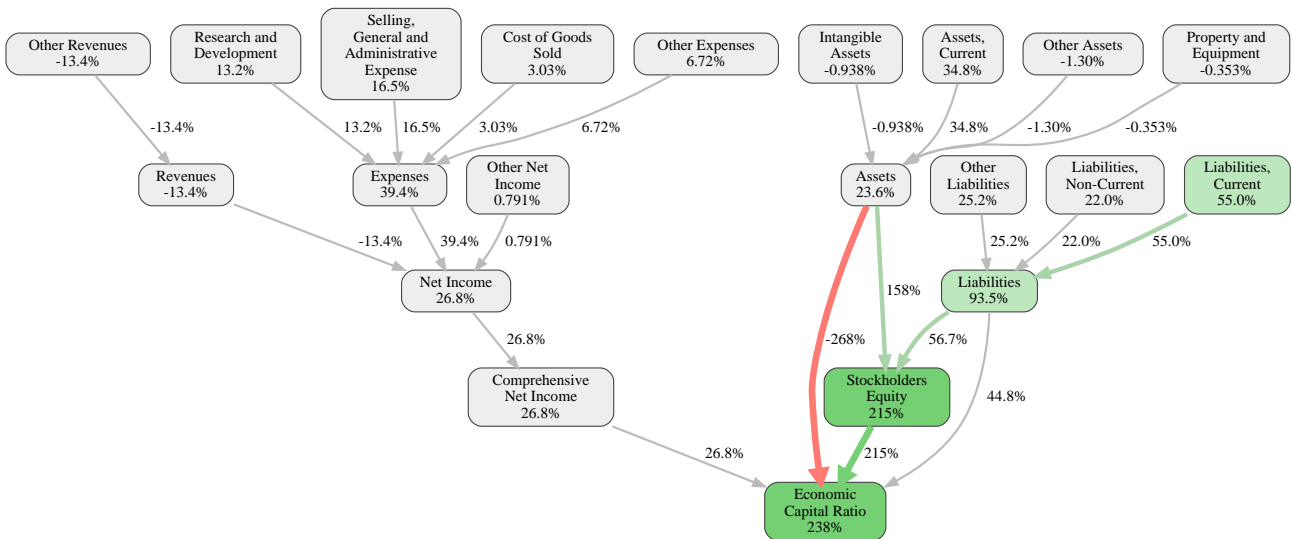 Other Revenues
-13.4%
Research and
Development
13.2%
Selling,
General and
Administrative
Expense
16.5%
Cost of Goods
Sold
3.03%
Other Expenses
6.72%
Intangible
Assets
-0.938%
Assets,
Current
34.8%
Other Assets
-1.30%
Property and
Equipment
-0.353%
-13.4%
13.2%
16.5%
3.03%
6.72%
-0.938%
34.8%
-1.30%
-0.353%
Revenues
-13.4%
Expenses
39.4%
Other Net
Income
0.791%
Assets
23.6%
Other
Liabilities
25.2%
Liabilities,
Non-Current
22.0%
Liabilities,
Current
55.0%
-13.4%
39.4%
0.791%
25.2%
22.0%
55.0%
Net Income
26.8%
158%
Liabilities
93.5%
26.8%
-268%
56.7%
Comprehensive
Net Income
26.8%
Stockholders
Equity
215%
44.8%
26.8%
215%
Economic
Capital Ratio
238%